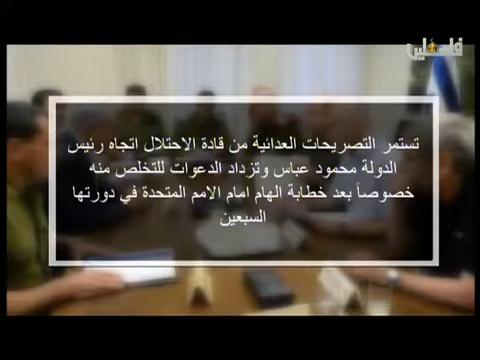 فلسطين
تستمر التصريحات العدائية من قادة الاحتلال اتجاه رئيس
الدولة محمود عباس وتزداد الدعوات للتخلص منه
خصوصاً بعد خطابة الهام امام الامم المتحدة في دورتها
السبعين